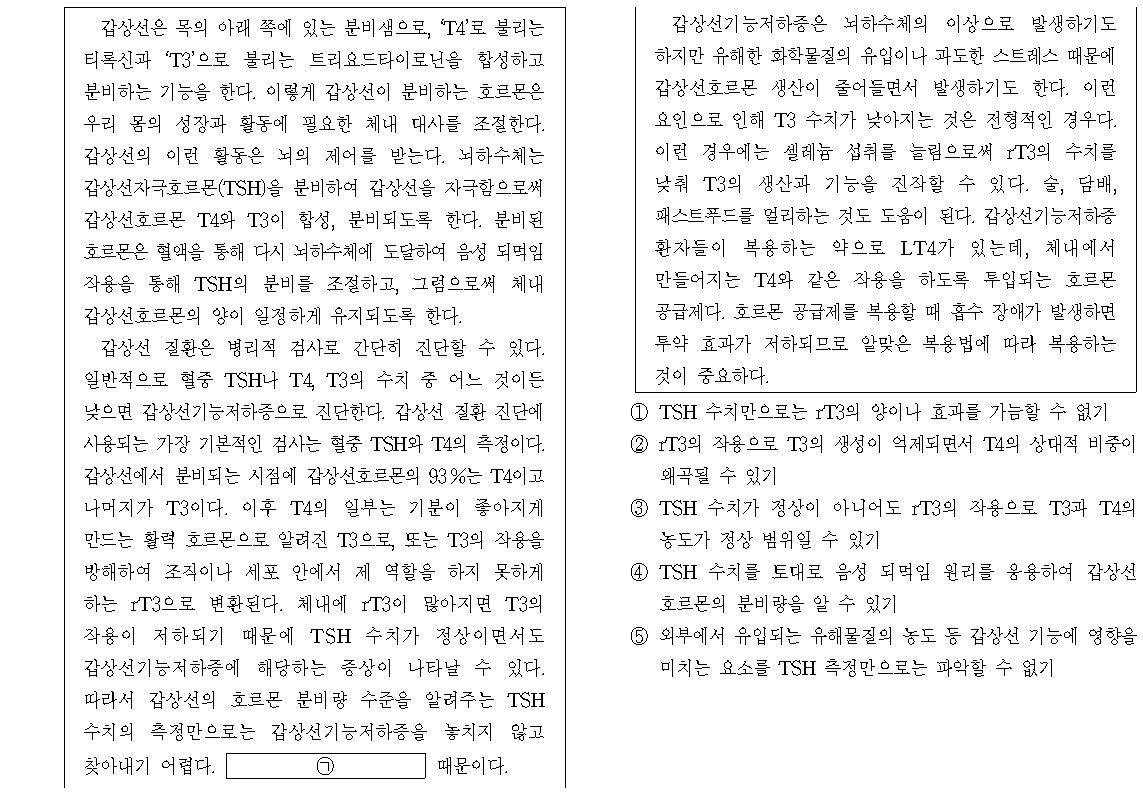 갑상선은 목의 아래 쪽에 있는 분비샘으로, ‘T4’로 불리는
티록신과 ‘T3’으로 불리는 트리요드타이로닌을 합성하고
분비하는 기능을 한다. 이렇게 갑상선이 분비하는 호르몬은
우리 몸의 성장과 활동에 필요한 체내 대사를 조절한다.
갑상선의 이런 활동은 뇌의 제어를 받는다. 뇌하수체는
갑상선자극호르몬(TSH)을 분비하여 갑상선을 자극함으로써
갑상선호르몬 T4와 T3이 합성, 분비되도록 한다. 분비된
호르몬은 혈액을 통해 다시 뇌하수체에 도달하여 음성 되먹임
작용을 통해 TSH의 분비를 조절하고, 그럼으로써 체내
갑상선호르몬의 양이 일정하게 유지되도록 한다.
갑상선 질환은 병리적 검사로 간단히 진단할 수 있다.
일반적으로 혈중 TSH나 T4, T3의 수치 중 어느 것이든
낮으면 갑상선기능저하증으로 진단한다. 갑상선 질환 진단에
사용되는 가장 기본적인 검사는 혈중 TSH와 T4의 측정이다.
갑상선에서 분비되는 시점에 갑상선호르몬의 93%는 T4이고
나머지가 T3이다. 이후 T4의 일부는 기분이 좋아지게
만드는 활력 호르몬으로 알려진 T3으로, 또는 T3의 작용을
방해하여 조직이나 세포 안에서 제 역할을 하지 못하게
하는 rT3으로 변환된다. 체내에 rT3이 많아지면 T3의
작용이 저하되기 때문에 TSH 수치가 정상이면서도
갑상선기능저하증에 해당하는 증상이 나타날 수 있다.
따라서 갑상선의 호르몬 분비량 수준을 알려주는 TSH
수치의 측정만으로는 갑상선기능저하증을 놓치지 않고
찾아내기 어렵다. ㉠ 때문이다.
갑상선기능저하증은 뇌하수체의 이상으로 발생하기도
하지만 유해한 화학물질의 유입이나 과도한 스트레스 때문에
갑상선호르몬 생산이 줄어들면서 발생하기도 한다. 이런
요인으로 인해 T3 수치가 낮아지는 것은 전형적인 경우다.
이런 경우에는 셀레늄 섭취를 늘림으로써 rT3의 수치를
낮춰 T3의 생산과 기능을 진작할 수 있다. 술, 담배,
패스트푸드를 멀리하는 것도 도움이 된다. 갑상선기능저하증
환자들이 복용하는 약으로 LT4가 있는데, 체내에서
만들어지는 T4와 같은 작용을 하도록 투입되는 호르몬
공급제다. 호르몬 공급제를 복용할 때 흡수 장애가 발생하면
투약 효과가 저하되므로 알맞은 복용법에 따라 복용하는
것이 중요하다.
① TSH 수치만으로는 rT3의 양이나 효과를 가늠할 수 없기
② rT3의 작용으로 T3의 생성이 억제되면서 T4의 상대적 비중이
왜곡될 수 있기
③ TSH 수치가 정상이 아니어도 rT3의 작용으로 T3과 T4의
농도가 정상 범위일 수 있기
④ TSH 수치를 토대로 음성 되먹임 원리를 응용하여 갑상선
호르몬의 분비량을 알 수 있기
⑤ 외부에서 유입되는 유해물질의 농도 등 갑상선 기능에 영향을
미치는 요소를 TSH 측정만으로는 파악할 수 없기